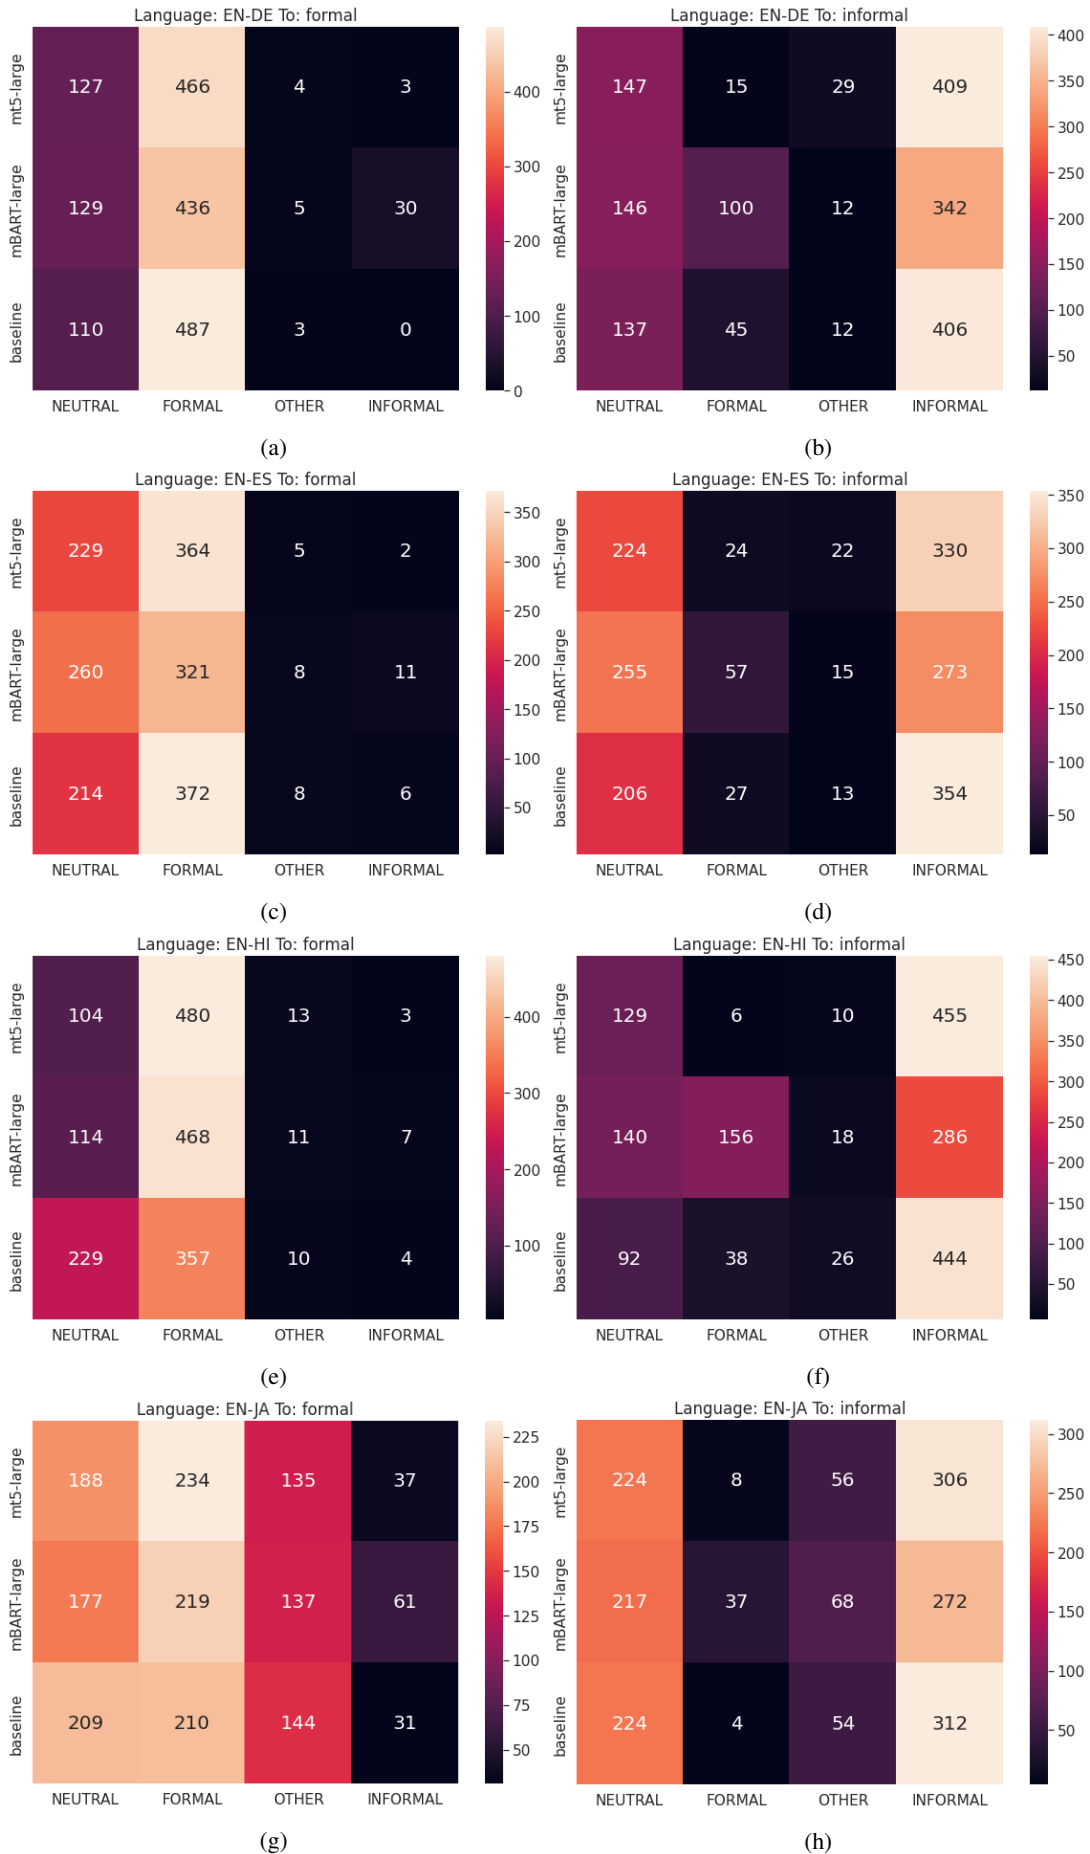 Language: EN-DE To: formal
mt5-large 127 466 4 3
mBART-large 129 436 5 30
baseline 110 487 3 0
NEUTRAL FORMAL OTHER INFORMAL
400
300
200
100
0
(a)
Language: EN-DE To: informal
mt5-large 147 15 29 409
mBART-large 146 100 12 342
baseline 137 45 12 406
NEUTRAL FORMAL OTHER INFORMAL
400
350
300
250
200
150
100
50
(b)
Language: EN-ES To: formal
mt5-large 229 364 5 2
mBART-large 260 321 8 11
baseline 214 372 8 6
NEUTRAL FORMAL OTHER INFORMAL
350
300
250
200
150
100
50
(c)
Language: EN-ES To: informal
mt5-large 224 24 22 330
mBART-large 255 57 15 273
baseline 206 27 13 354
NEUTRAL FORMAL OTHER INFORMAL
350
300
250
200
150
100
50
(d)
Language: EN-HI To: formal
mt5-large 104 480 13 3
mBART-large 114 468 11 7
baseline 229 357 10 4
NEUTRAL FORMAL OTHER INFORMAL
400
300
200
100
(e)
Language: EN-HI To: informal
mt5-large 129 6 10 455
mBART-large 140 156 18 286
baseline 92 38 26 444
NEUTRAL FORMAL OTHER INFORMAL
450
400
350
300
250
200
150
100
50
(f)
Language: EN-JA To: formal
mt5-large 188 234 135 37
mBART-large 177 219 137 61
baseline 209 210 144 31
NEUTRAL FORMAL OTHER INFORMAL
225
200
175
150
125
100
75
50
(g)
Language: EN-JA To: informal
mt5-large 224 8 56 306
mBART-large 217 37 68 272
baseline 224 4 54 312
NEUTRAL FORMAL OTHER INFORMAL
300
250
200
150
100
50
(h)